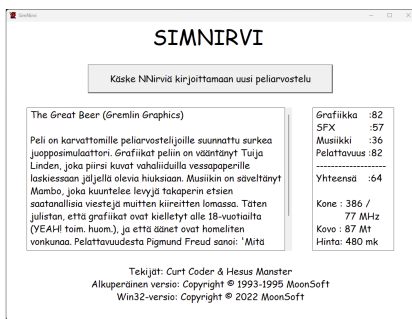 SimNirvi
SIMNIRVI
Käske NNirviä kirjoittamaan uusi peliarvostelu
The Great Beer (Gremlin Graphics)
Peli on karvattomille peliarvostelijoille suunnattu surkea
juopposimulaattori. Grafiikat peliin on vääntänyt Tuija
Linden, joka piirsi kuvat vahaliiduilla vessapaperille
laskiessaan jäljellä olevia hiuksiaan. Musiikin on säveltänyt
Mambo, joka kuuntelee levyjä takaperin etsien
saatanallisia viestejä muitten kiireitten lomassa. Täten
julistan, että grafiikat ovat kielletyt alle 18-vuotiailta
(YEAH! toim. huom.), ja että äänet ovat homeliten
vonkunaa. Pelattavuudesta Pigmund Freud sanoi: 'Mitä
Grafiikka :82
SFX :57
Musiikki :36
Pelattavuus :82
------------------
Yhteensä :64
Kone : 386 /
77 MHz
Kovo : 87 Mt
Hinta: 480 mk
Tekijät: Curt Coder & Hesus Manster
Alkuperäinen versio: Copyright © 1993-1995 MoonSoft
Win32-versio: Copyright © 2022 MoonSoft